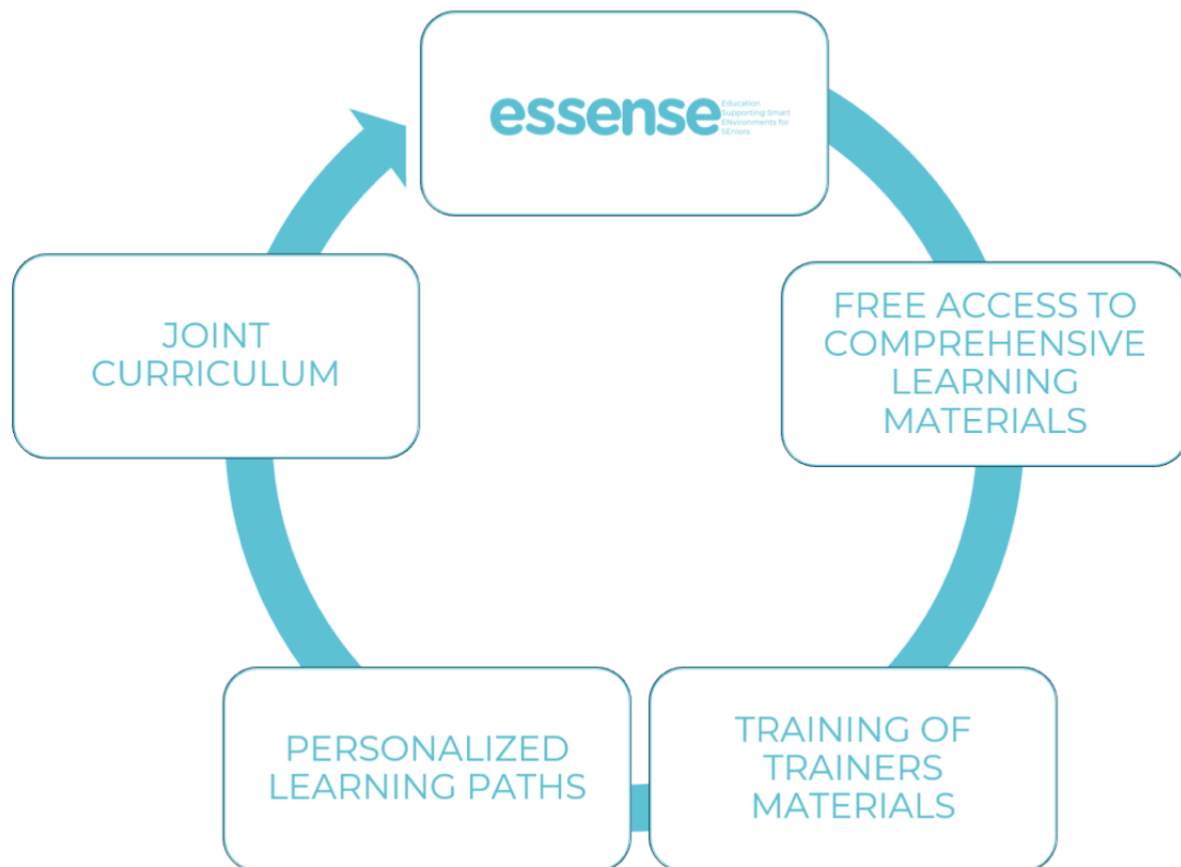 essense
Education
Supporting Smart
ENvironments for
SEniors
FREE ACCESS TO
COMPREHENSIVE
LEARNING
MATERIALS
TRAINING OF
TRAINERS
MATERIALS
PERSONALIZED
LEARNING PATHS
JOINT
CURRICULUM